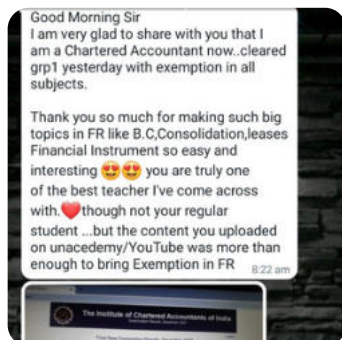 Good Morning Sir
I am very glad to share with you that I
am a Chartered Accountant now..cleared
grp1 yesterday with exemption in all
subjects.
Thank you so much for making such big
topics in FR like B.C,Consolidation,leases
Financial Instrument so easy and
interesting 😍😍 you are truly one
of the best teacher I've come across
with.❤️though not your regular
student ...but the content you uploaded
on unacedemy/YouTube was more than
enough to bring Exemption in FR
8:22 am
The Institute of Chartered Accountants of India